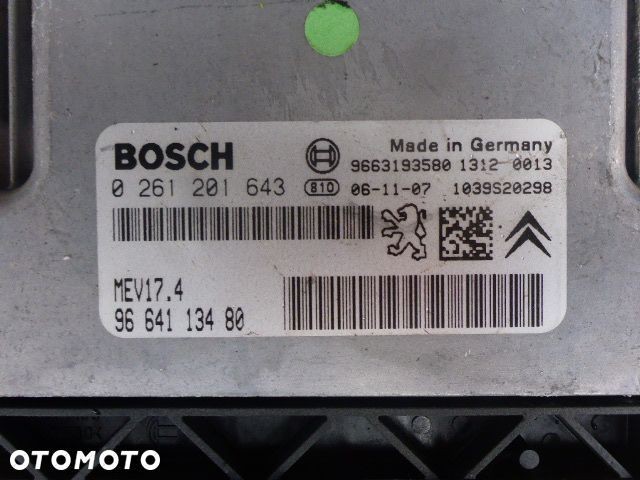 BOSCH
Made in Germany
9663193580 1312 0013
0 261 201 643 810 06-11-07 1039S20298
MEV17.4
96 641 134 80
OTOMOTO